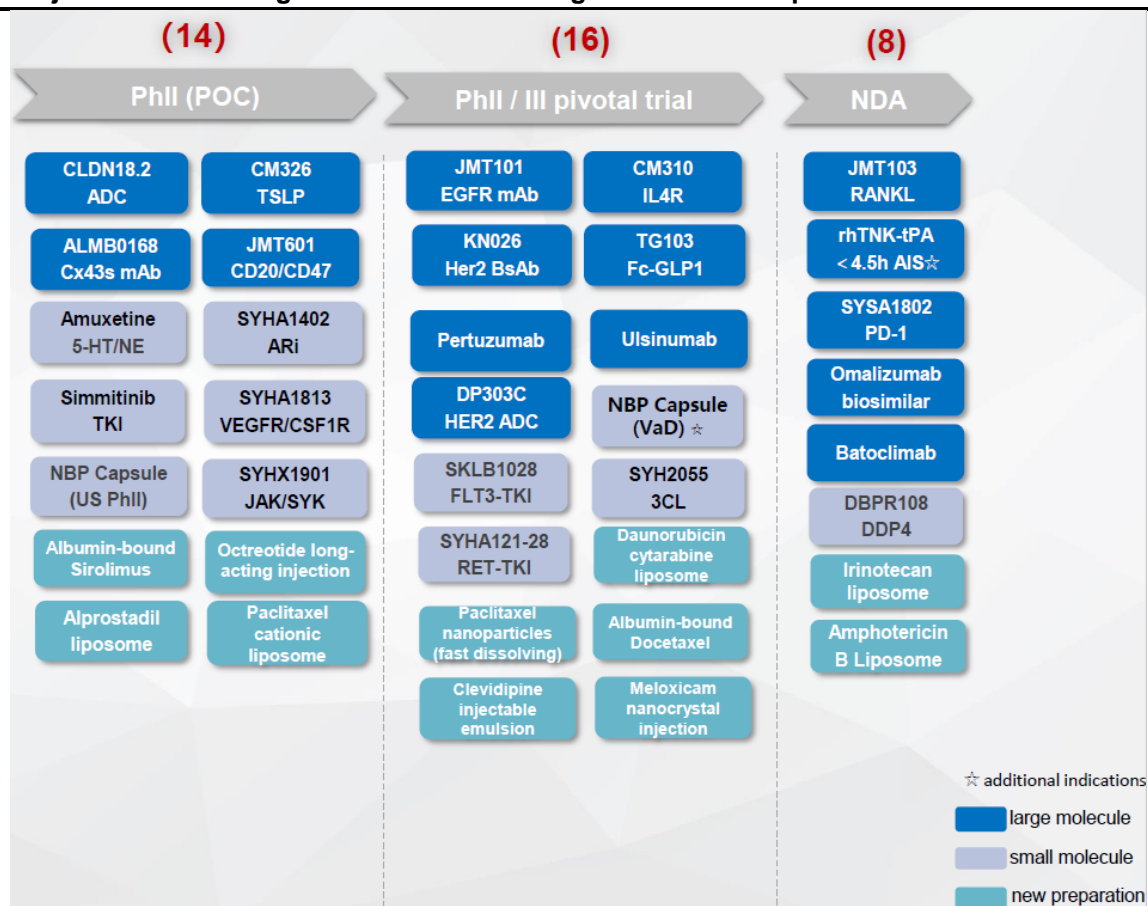 (14)
(16)
(8)
PhII (POC)
PhII / III pivotal trial
NDA
CLDN18.2
ADC
CM326
TSLP
ALMB0168
Cx43s mAb
JMT601
CD20/CD47
Amuxetine
5-HT/NE
SYHA1402
ARi
Simmitinib
TKI
SYHA1813
VEGFR/CSF1R
NBP Capsule
(US PhII)
SYHX1901
JAK/SYK
Albumin-bound
Sirolimus
Octreotide long-
acting injection
Alprostadil
liposome
Paclitaxel
cationic
liposome
JMT101
EGFR mAb
CM310
IL4R
KN026
Her2 BsAb
TG103
Fc-GLP1
Pertuzumab
Ulsinumab
DP303C
HER2 ADC
NBP Capsule
(VaD) ☆
SKLB1028
FLT3-TKI
SYH2055
3CL
SYHA121-28
RET-TKI
Daunorubicin
cytarabine
liposome
Paclitaxel
nanoparticles
(fast dissolving)
Albumin-bound
Docetaxel
Clevidipine
injectable
emulsion
Meloxicam
nanocrystal
injection
JMT103
RANKL
rhTNK-tPA
< 4.5h AIS☆
SYSA1802
PD-1
Omalizumab
biosimilar
Batoclimab
DBPR108
DDP4
Irinotecan
liposome
Amphotericin
B Liposome
☆ additional indications
large molecule
small molecule
new preparation